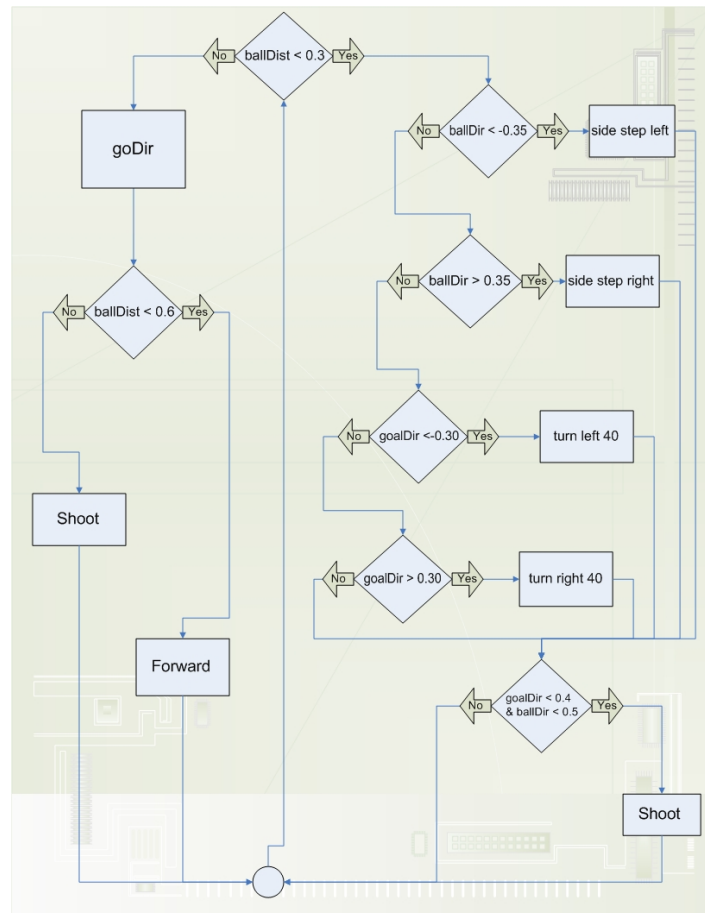 No
ballDist < 0.3
Yes
goDir
No
ballDir < -0.35
Yes
side step left
No
ballDist < 0.6
Yes
No
ballDir > 0.35
Yes
side step right
No
goalDir <-0.30
Yes
turn left 40
Shoot
No
goalDir > 0.30
Yes
turn right 40
Forward
No
goalDir < 0.4
& ballDir < 0.5
Yes
Shoot